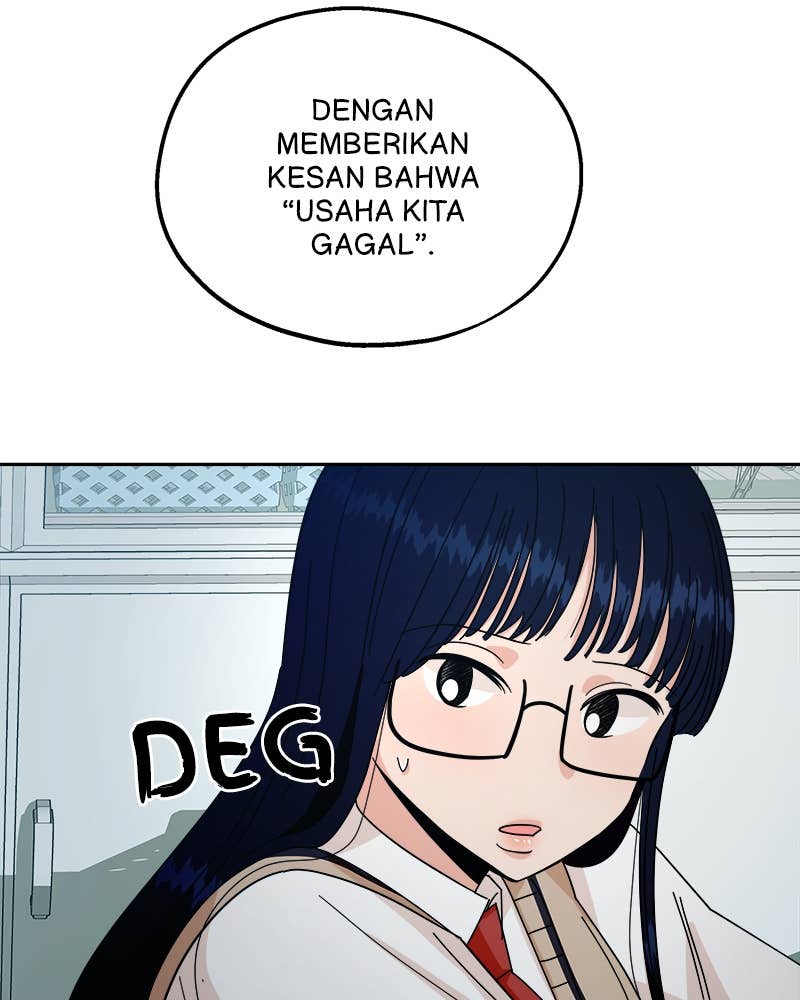 DENGAN
MEMBERIKAN
KESAN BAHWA
“USAHA KITA
GAGAL”.
DEG